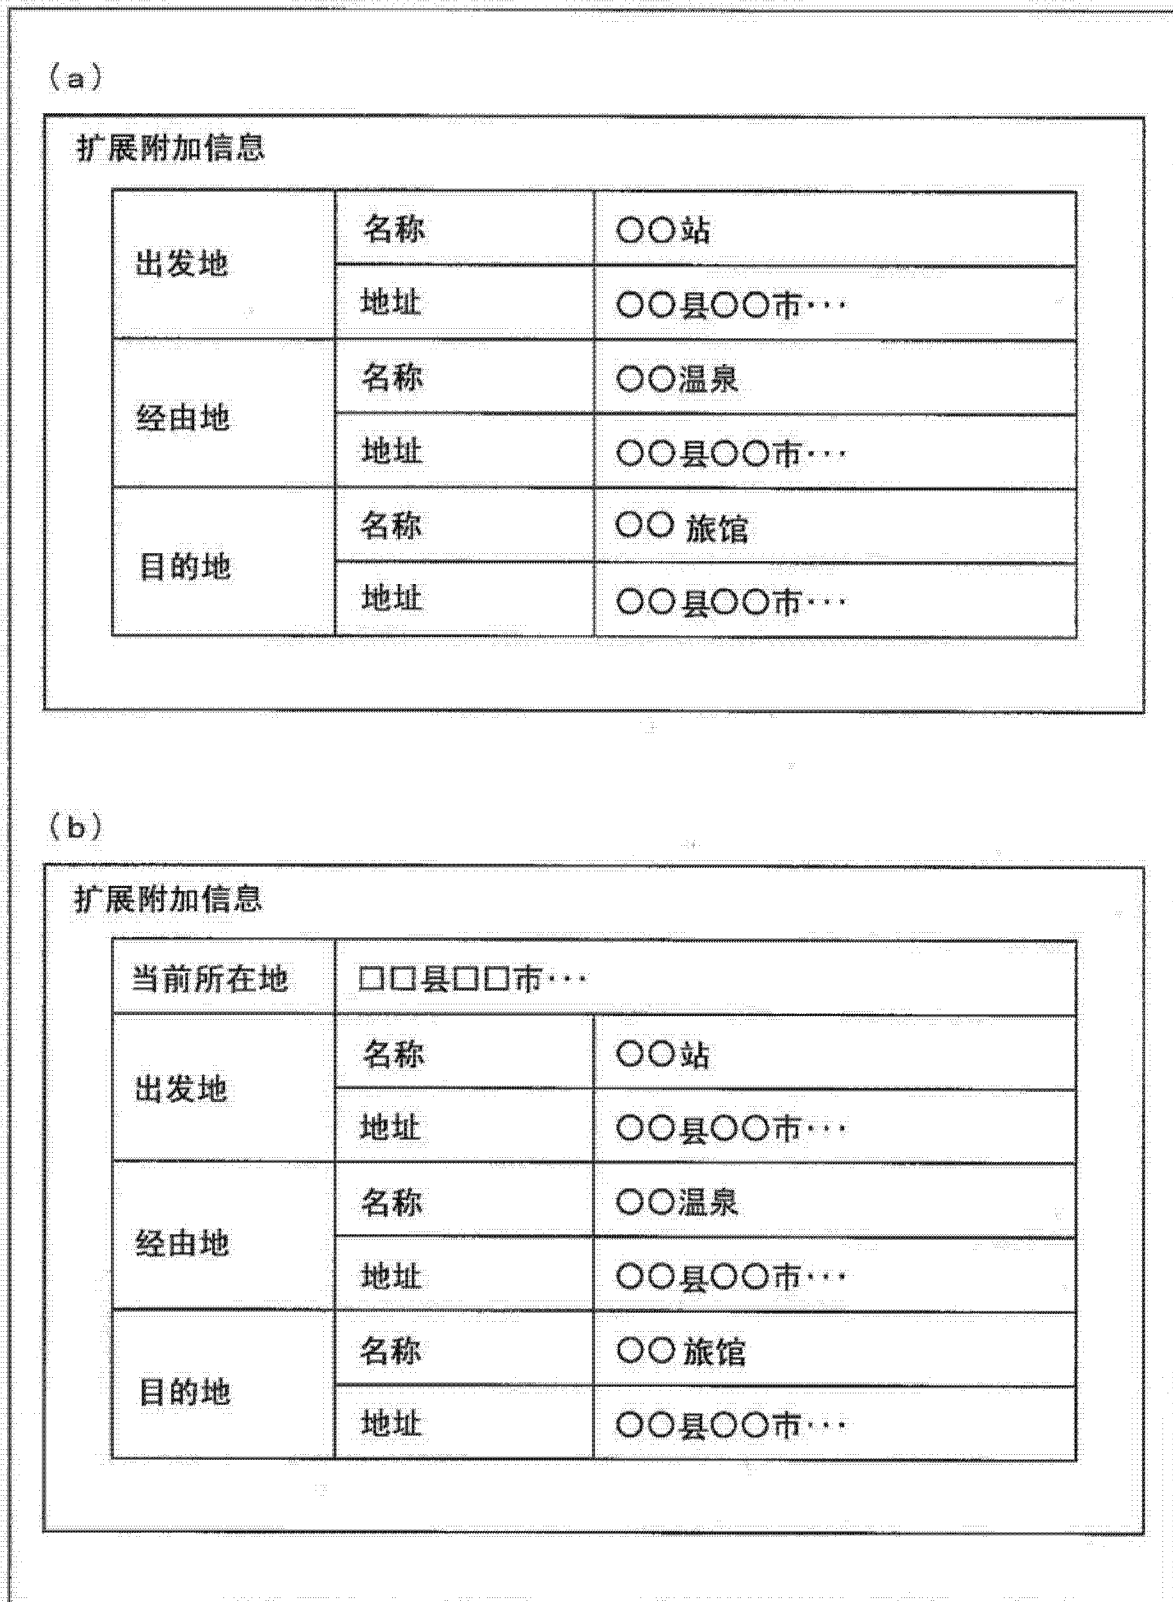 (a)
扩展附加信息
出发地 名称 〇〇站
地址 〇〇县〇〇市···
经由地 名称 〇〇温泉
地址 〇〇县〇〇市···
目的地 名称 〇〇 旅馆
地址 〇〇县〇〇市···
(b)
扩展附加信息
当前所在地 □□县□□市···
出发地 名称 〇〇站
地址 〇〇县〇〇市···
经由地 名称 〇〇温泉
地址 〇〇县〇〇市···
目的地 名称 〇〇 旅馆
地址 〇〇县〇〇市···